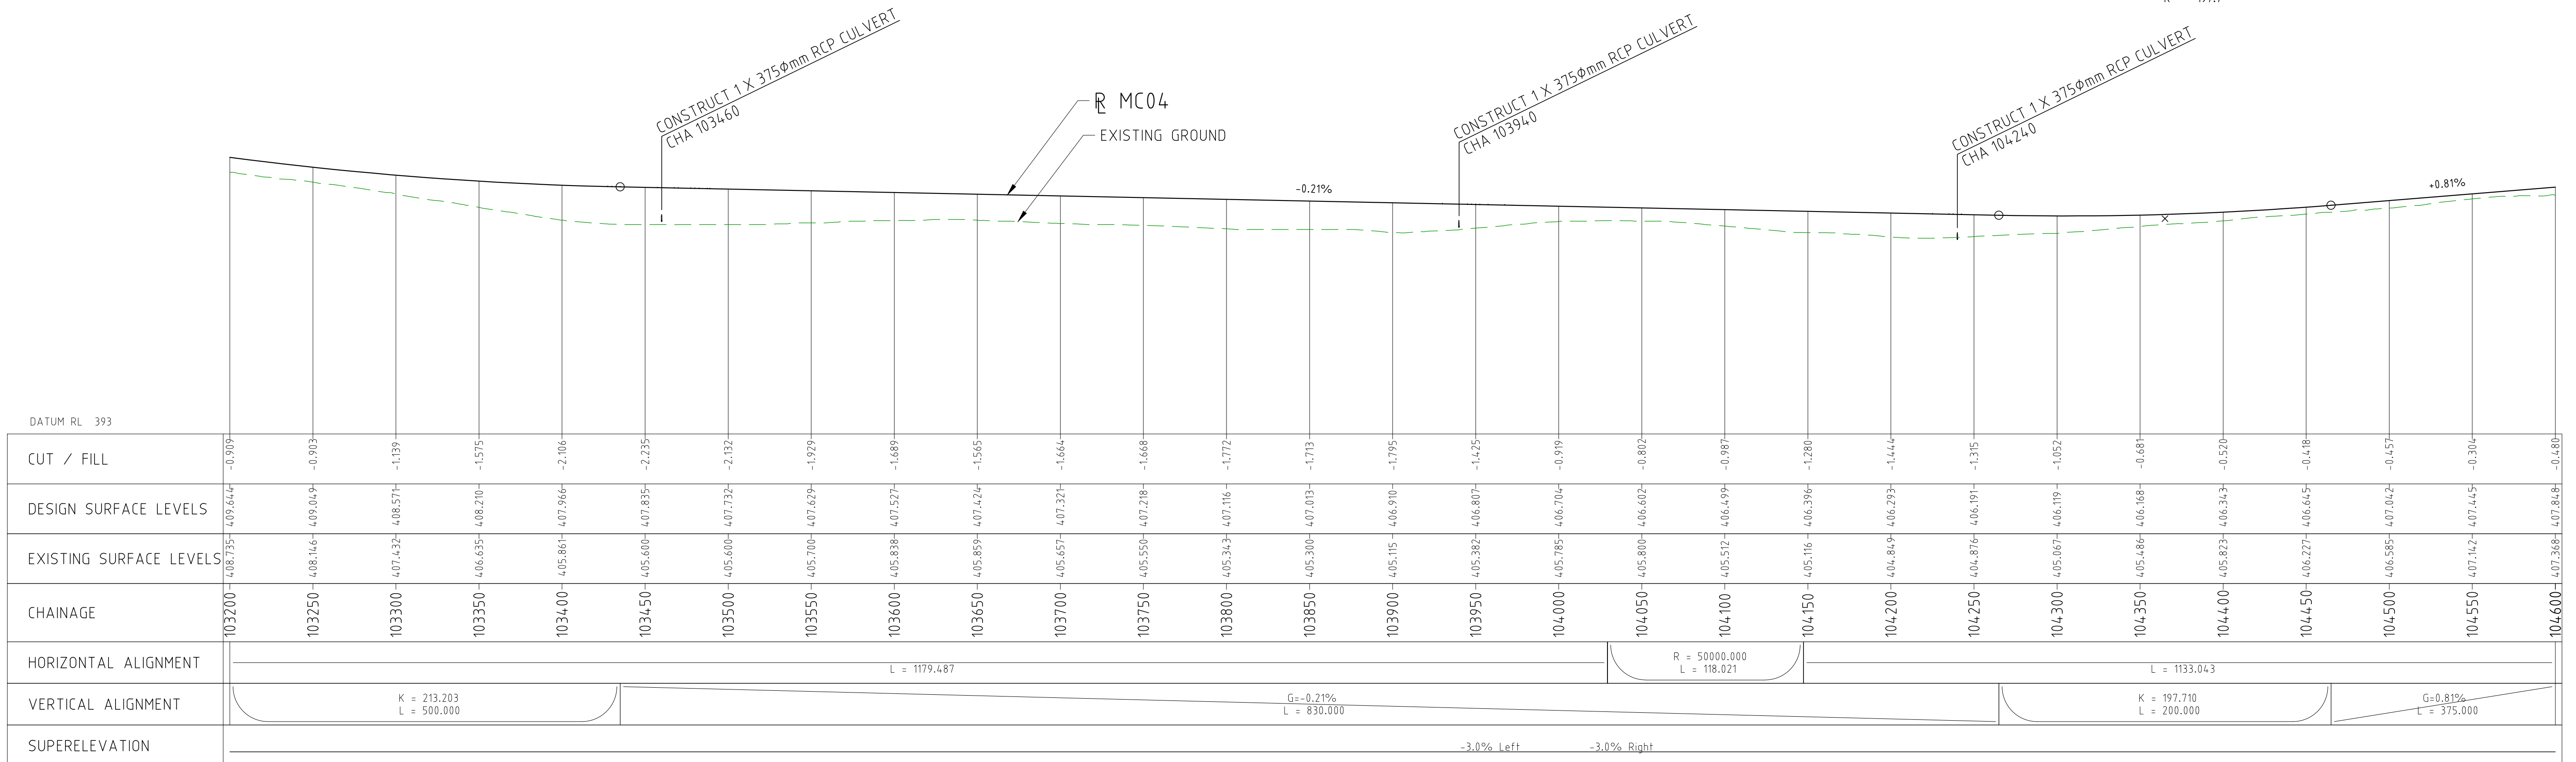 CONSTRUCT 1 X 375Ømm RCP CULVERT
CHA 103460
CONSTRUCT 1 X 375Ømm RCP CULVERT
CHA 103940
CONSTRUCT 1 X 375Ømm RCP CULVERT
CHA 104240
MC04
EXISTING GROUND
-0.21%
+0.81%
DATUM RL 393
CUT / FILL -0.909 -0.903 -1.139 -1.575 -2.106 -2.235 -2.132 -1.929 -1.689 -1.565 -1.664 -1.668 -1.772 -1.713 -1.795 -1.425 -0.919 -0.802 -0.987 -1.280 -1.444 -1.315 -1.052 -0.681 -0.520 -0.418 -0.457 -0.304 -0.480
DESIGN SURFACE LEVELS 409.644 409.049 408.571 408.210 407.966 407.835 407.732 407.629 407.527 407.424 407.321 407.218 407.116 407.013 406.910 406.807 406.704 406.602 406.499 406.396 406.293 406.191 406.119 406.168 406.343 406.645 407.042 407.445 407.848
EXISTING SURFACE LEVELS 408.735 408.146 407.432 406.635 405.861 405.600 405.600 405.700 405.838 405.859 405.657 405.550 405.343 405.300 405.115 405.382 405.785 405.800 405.512 405.116 404.849 404.876 405.067 405.486 405.823 406.227 406.585 407.142 407.368
CHAINAGE 103200 103250 103300 103350 103400 103450 103500 103550 103600 103650 103700 103750 103800 103850 103900 103950 104000 104050 104100 104150 104200 104250 104300 104350 104400 104450 104500 104550 104600
HORIZONTAL ALIGNMENT
L = 1179.487
R = 50000.000
L = 118.021
L = 1133.043
VERTICAL ALIGNMENT
K = 213.203
L = 500.000
G=-0.21%
L = 830.000
K = 197.710
L = 200.000
G=0.81%
L = 375.000
SUPERELEVATION
-3.0% Left -3.0% Right